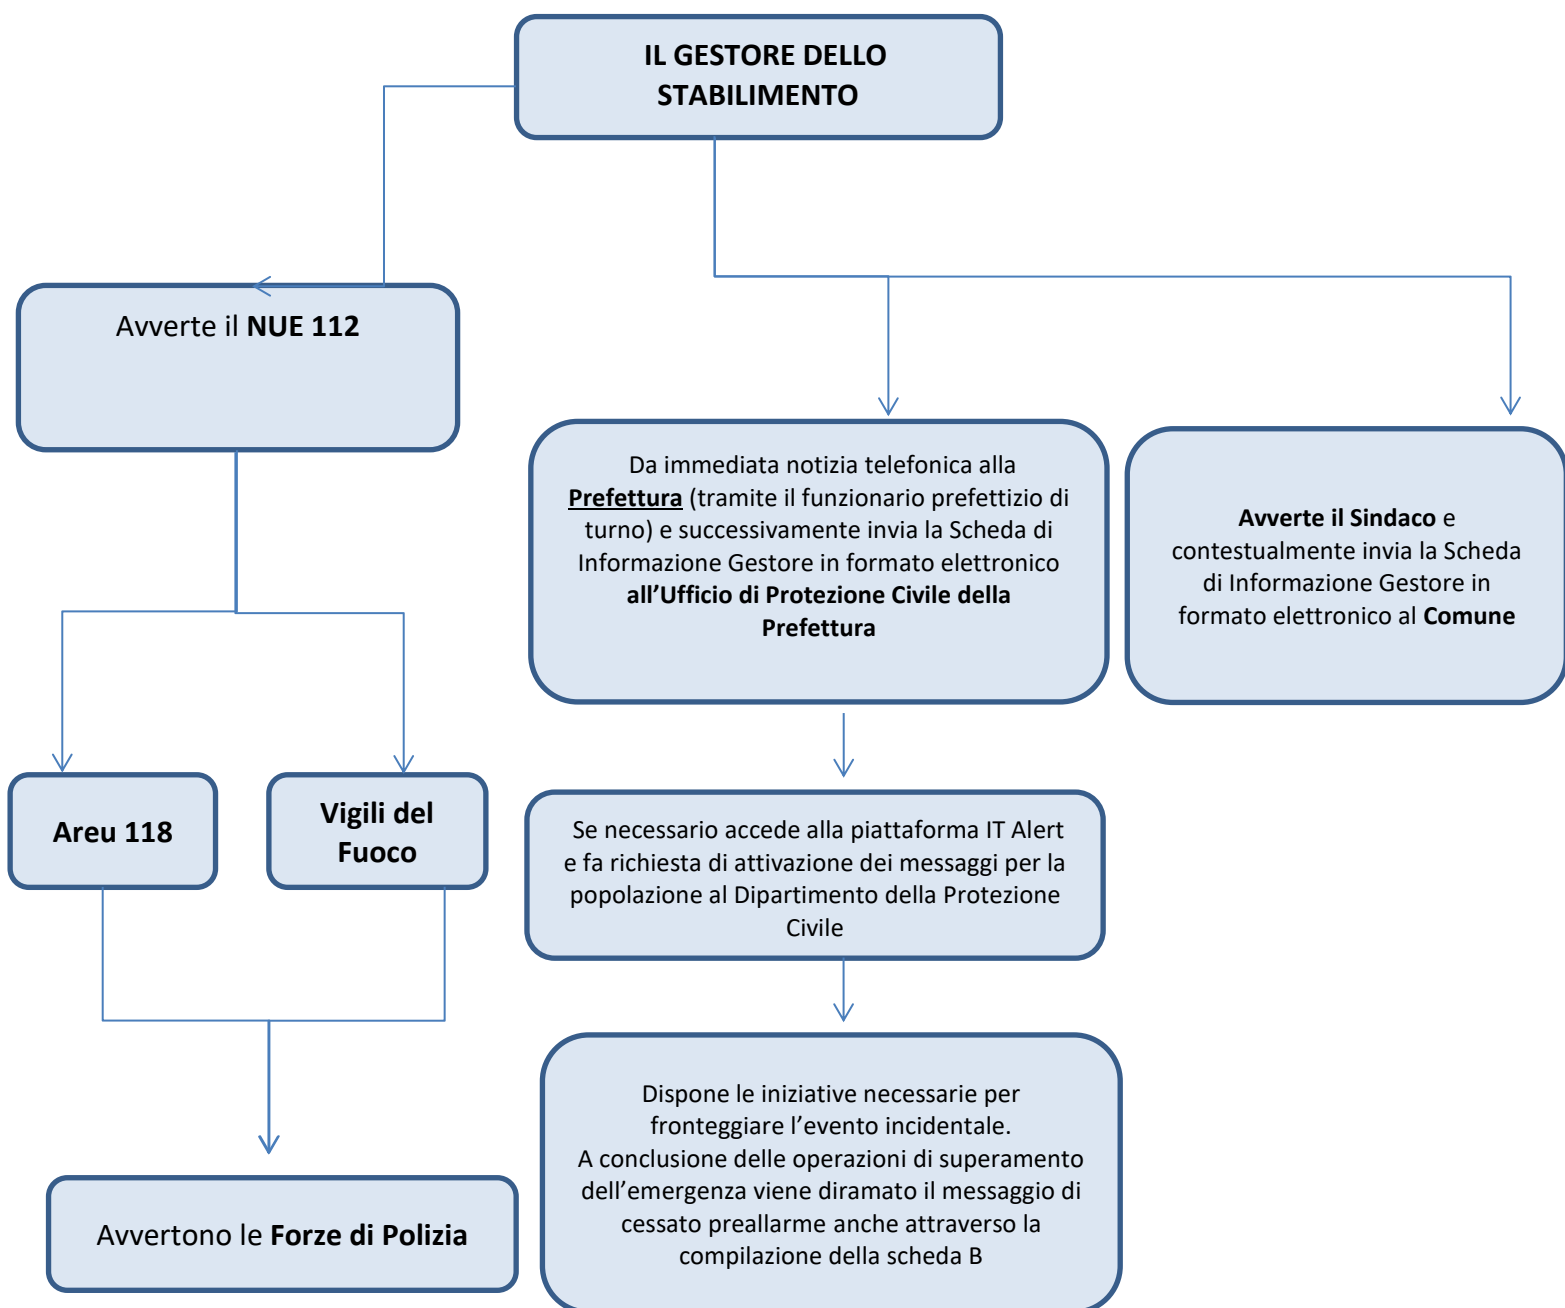 IL GESTORE DELLO
STABILIMENTO
Avverte il NUE 112
Da immediata notizia telefonica alla
Prefettura (tramite il funzionario prefettizio di
turno) e successivamente invia la Scheda di
Informazione Gestore in formato elettronico
all’Ufficio di Protezione Civile della
Prefettura
Avverte il Sindaco e
contestualmente invia la Scheda
di Informazione Gestore in
formato elettronico al Comune
Areu 118
Vigili del
Fuoco
Se necessario accede alla piattaforma IT Alert
e fa richiesta di attivazione dei messaggi per la
popolazione al Dipartimento della Protezione
Civile
Avvertono le Forze di Polizia
Dispone le iniziative necessarie per
fronteggiare l’evento incidentale.
A conclusione delle operazioni di superamento
dell’emergenza viene diramato il messaggio di
cessato preallarme anche attraverso la
compilazione della scheda B